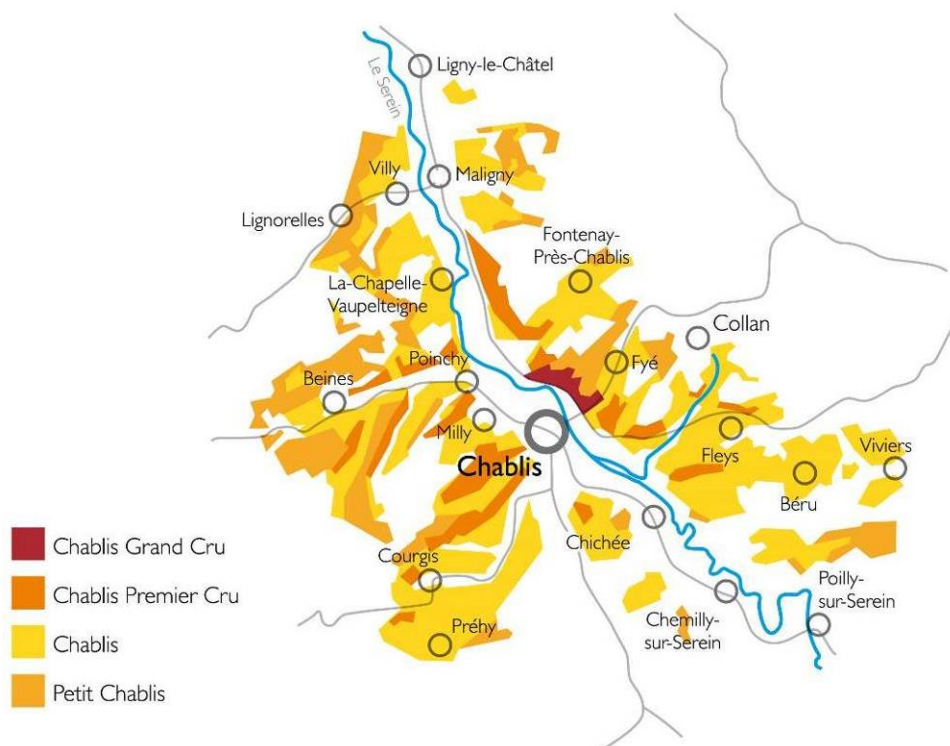 Ligny-le-Châtel
Le Serein
Villy
Maligny
Lignorelles
Fontenay-
Près-Chablis
La-Chapelle-
Vaupelteigne
Collan
Poinchy
Fyé
Beines
Milly
Fleys
Viviers
Chablis
Béru
Chichée
Chablis Grand Cru
Courgis
Poilly-
sur-Serein
Chablis Premier Cru
Chemilly-
sur-Serein
Préhy
Chablis
Petit Chablis